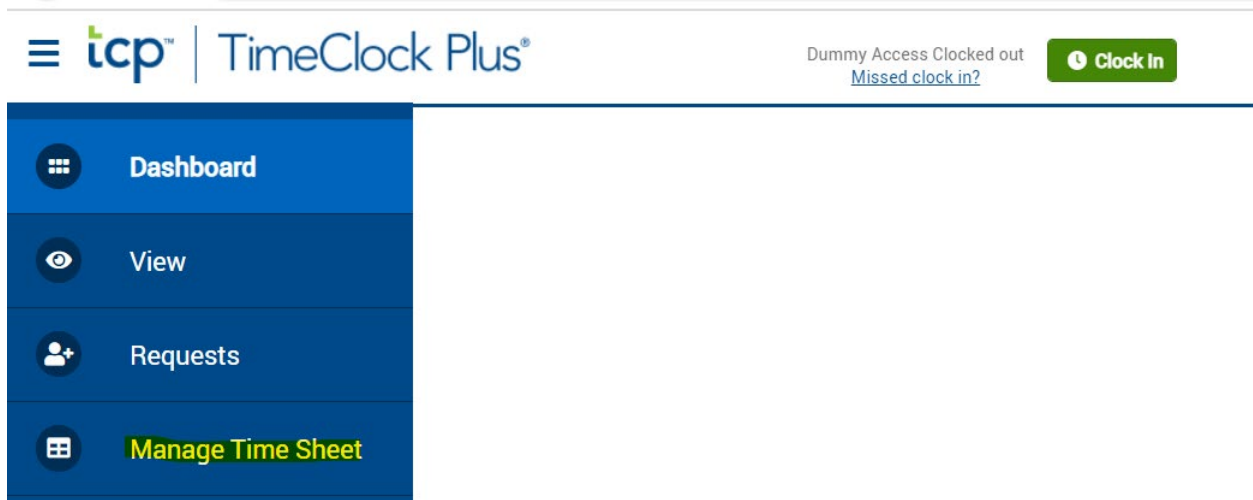 tcp™ | TimeClock Plus®
Dummy Access Clocked out
Missed clock in?
Clock In
Dashboard
View
Requests
Manage Time Sheet